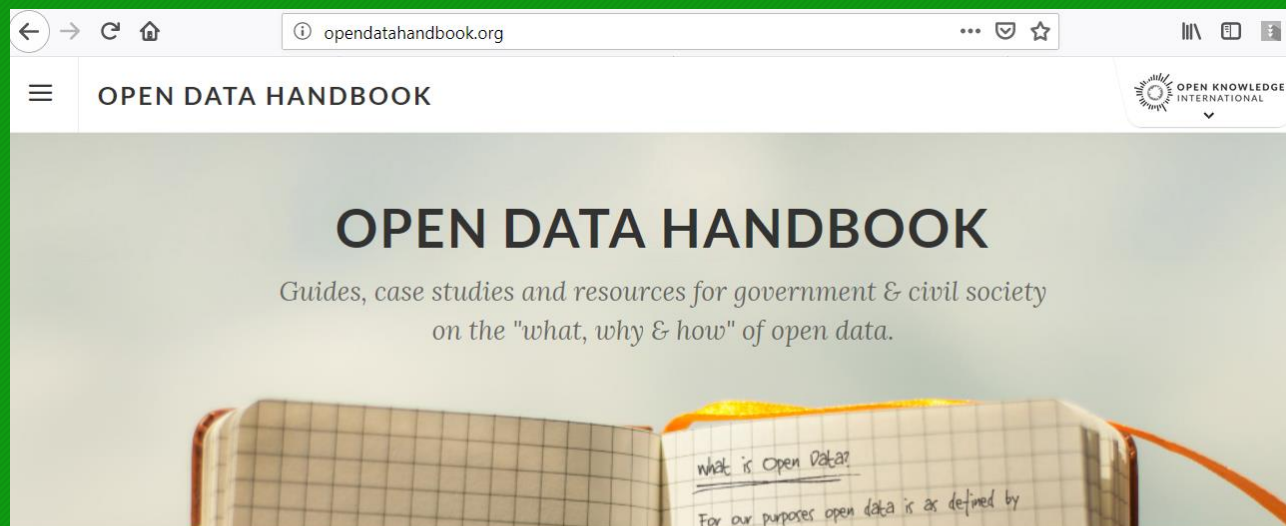 opendatahandbook.org
OPEN DATA HANDBOOK
OPEN KNOWLEDGE
INTERNATIONAL
OPEN DATA HANDBOOK
Guides, case studies and resources for government & civil society
on the "what, why & how" of open data.
What is Open Data?
For our purposes open data is as defined by